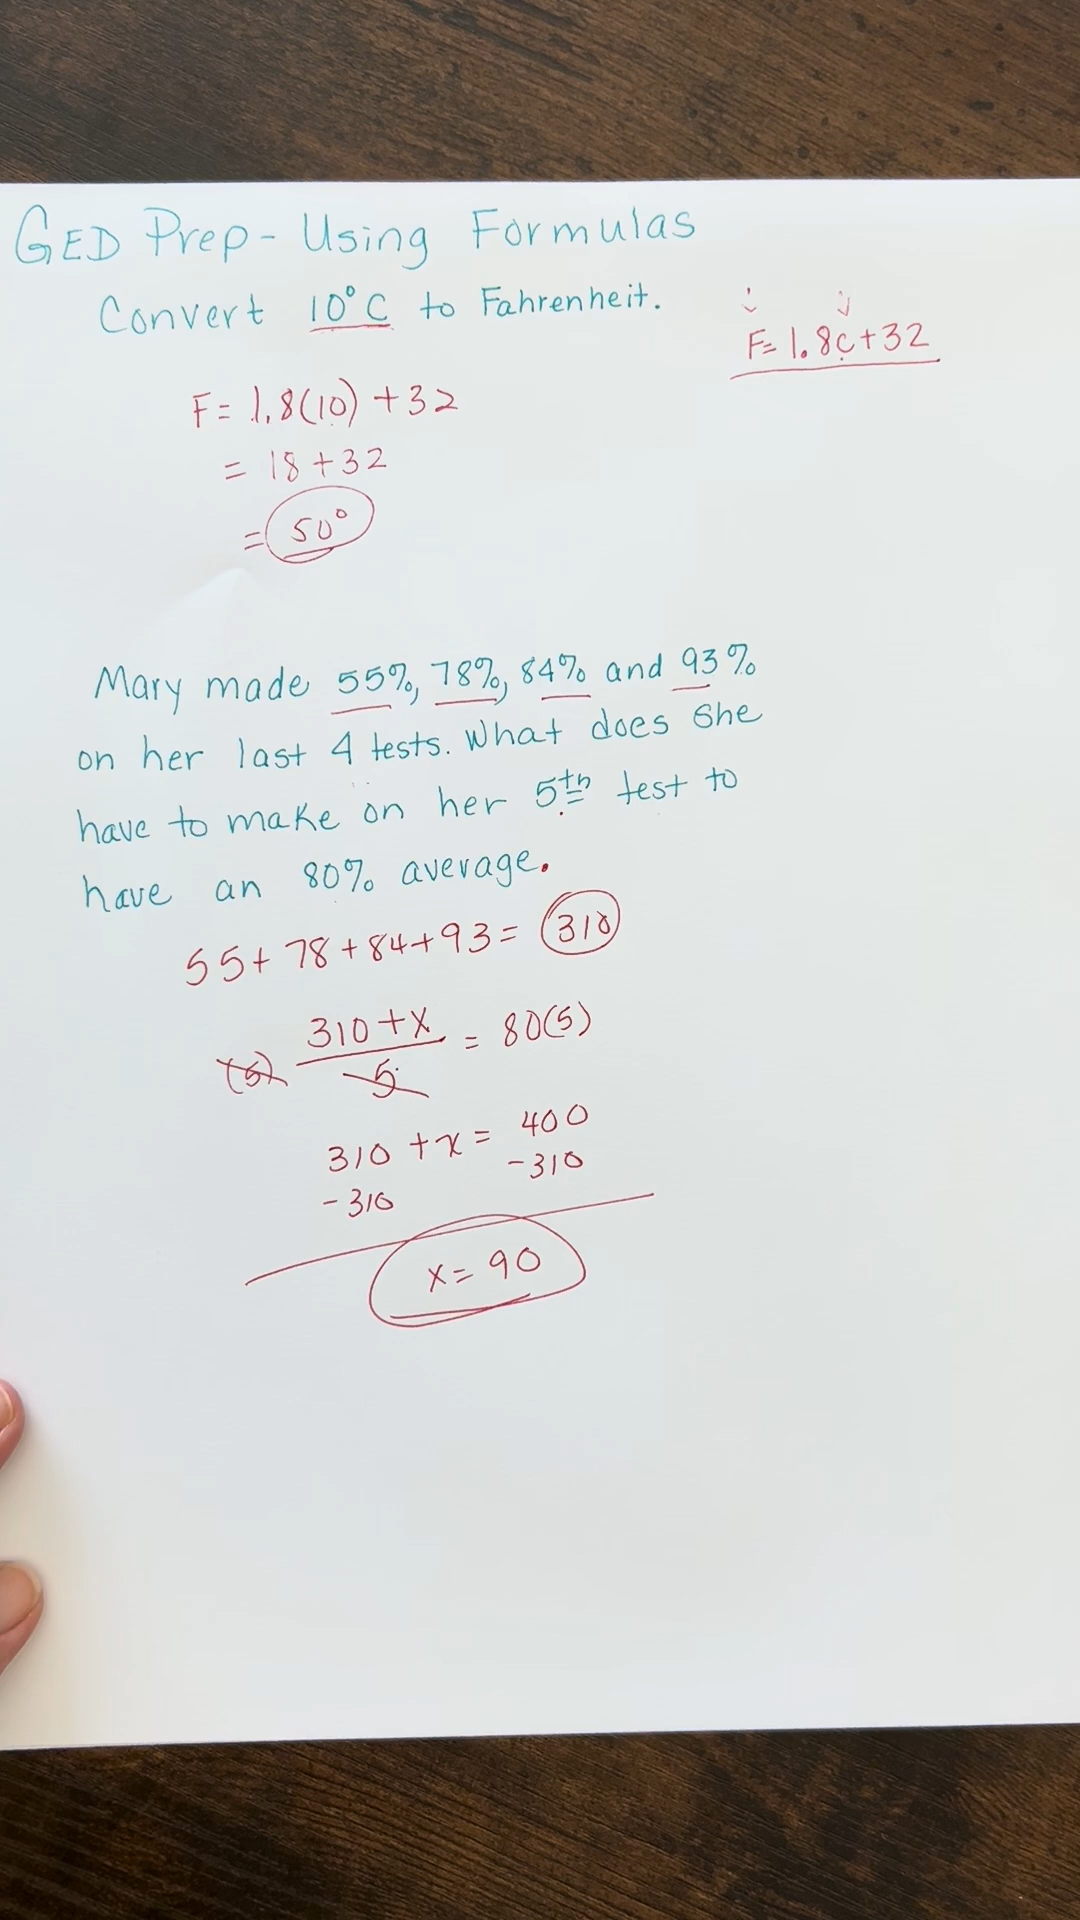 GED Prep - Using Formulas
Convert 10°C to Fahrenheit.
F = 1.8C + 32
F = 1.8(10) + 32
= 18 + 32
= 50°
Mary made 55%, 78%, 84% and 93%
on her last 4 tests. What does she
have to make on her 5th test to
have an 80% average.
55 + 78 + 84 + 93 = 310
(5) 310 + x / 5 = 80(5)
310 + x = 400
-310 -310
x = 90